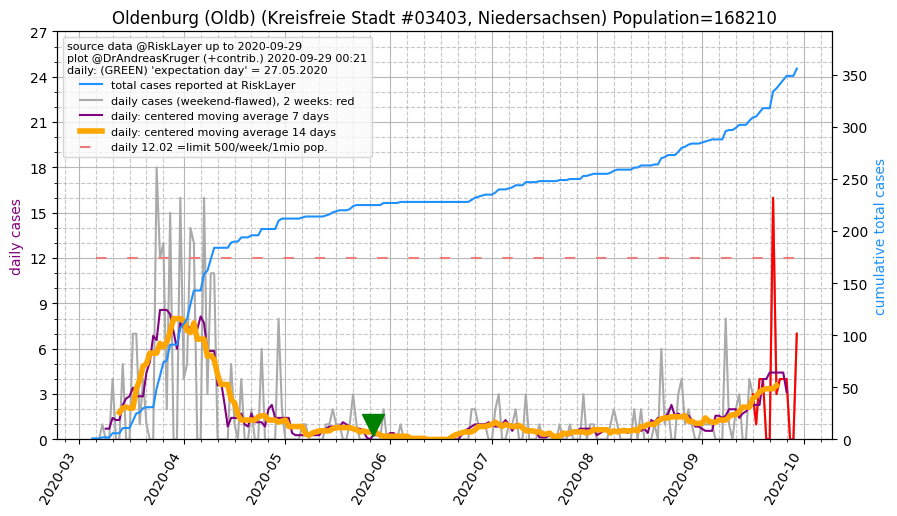 Oldenburg (Oldb) (Kreisfreie Stadt #03403, Niedersachsen) Population=168210
source data @RiskLayer up to 2020-09-29
plot @DrAndreasKruger (+contrib.) 2020-09-29 00:21
daily: (GREEN) 'expectation day' = 27.05.2020
total cases reported at RiskLayer
daily cases (weekend-flawed), 2 weeks: red
daily: centered moving average 7 days
daily: centered moving average 14 days
daily 12.02 =limit 500/week/1mio pop.
daily cases
27
24
21
18
15
12
9
6
3
0
cumulative total cases
350
300
250
200
150
100
50
0
2020-03
2020-04
2020-05
2020-06
2020-07
2020-08
2020-09
2020-10